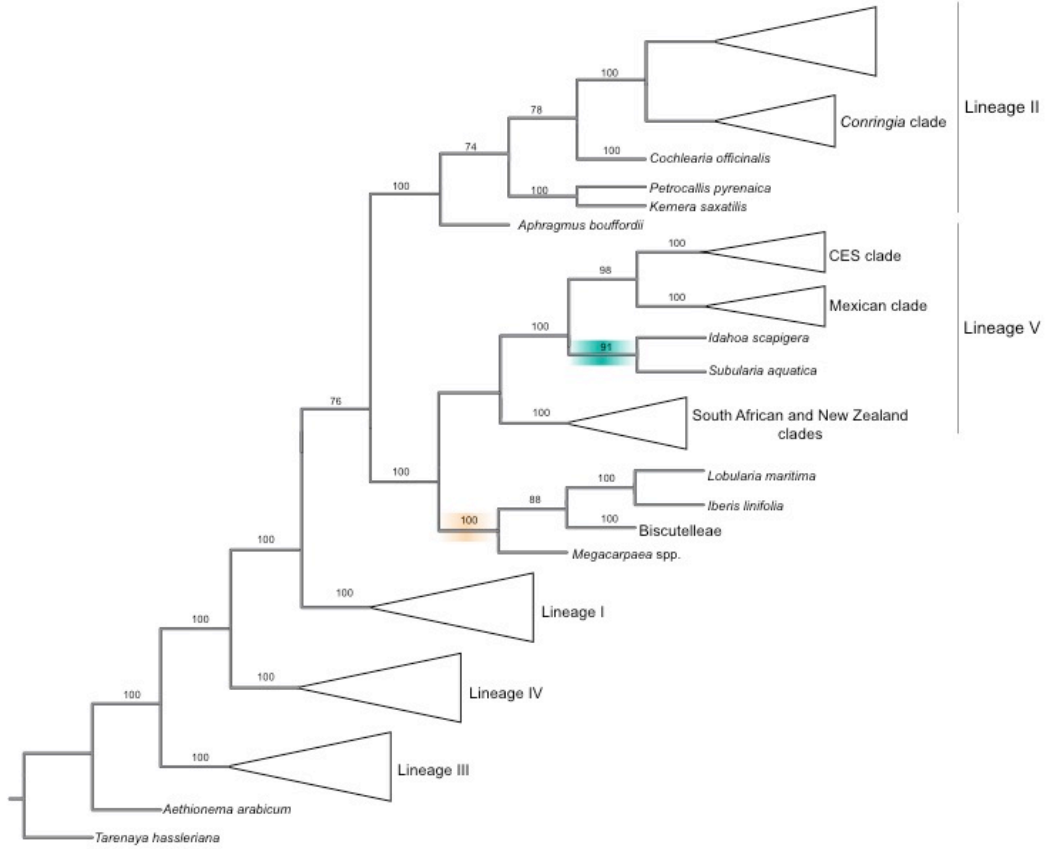 100
Conringia clade
Lineage II
78
100
Cochlearia officinalis
74
100
Petrocallis pyrenaica
Kernera saxatilis
100
Aphragmus bouffordii
100
CES clade
98
100
Mexican clade
Lineage V
100
Idahoa scapigera
91
Subularia aquatica
76
100
South African and New Zealand
clades
100
100
Lobularia maritima
88
Iberis linifolia
100
100
Biscutelleae
Megacarpaea spp.
100
100
Lineage I
100
100
Lineage IV
100
100
Lineage III
Aethionema arabicum
Tarenaya hassleriana